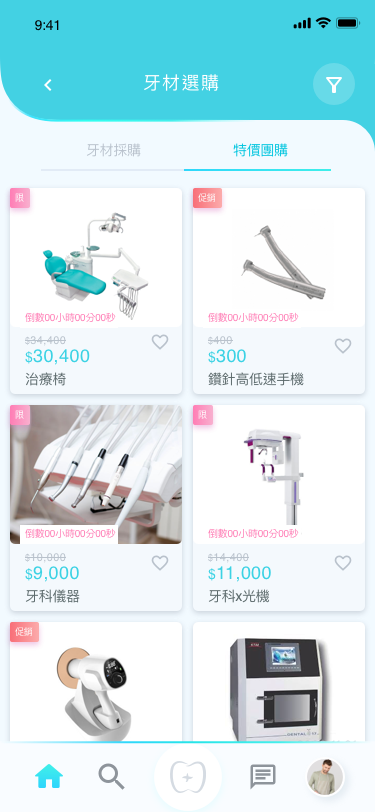 9:41
牙材選購
牙材採購
特價團購
限
促銷
倒數00小時00分00秒
倒數00小時00分00秒
$34,400
$30,400
治療椅
$400
$300
鑽針高低速手機
限
限
倒數00小時00分00秒
倒數00小時00分00秒
$10,000
$9,000
牙科儀器
$14,400
$11,000
牙科x光機
促銷